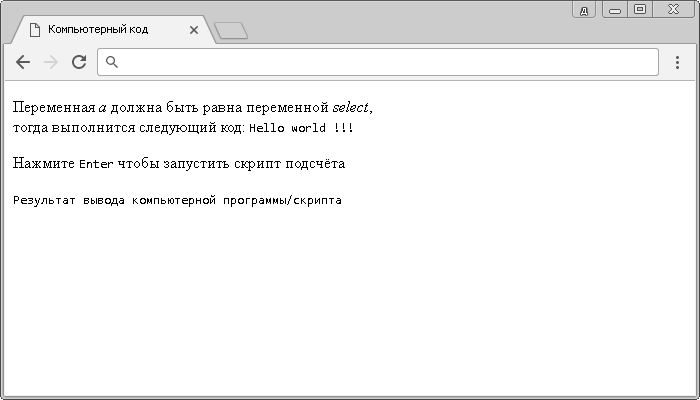 д
Компьютерный код
Переменная a должна быть равна переменной select,
тогда выполнится следующий код: Hello world !!!
Нажмите Enter чтобы запустить скрипт подсчёта
Результат вывода компьютерной программы/скрипта